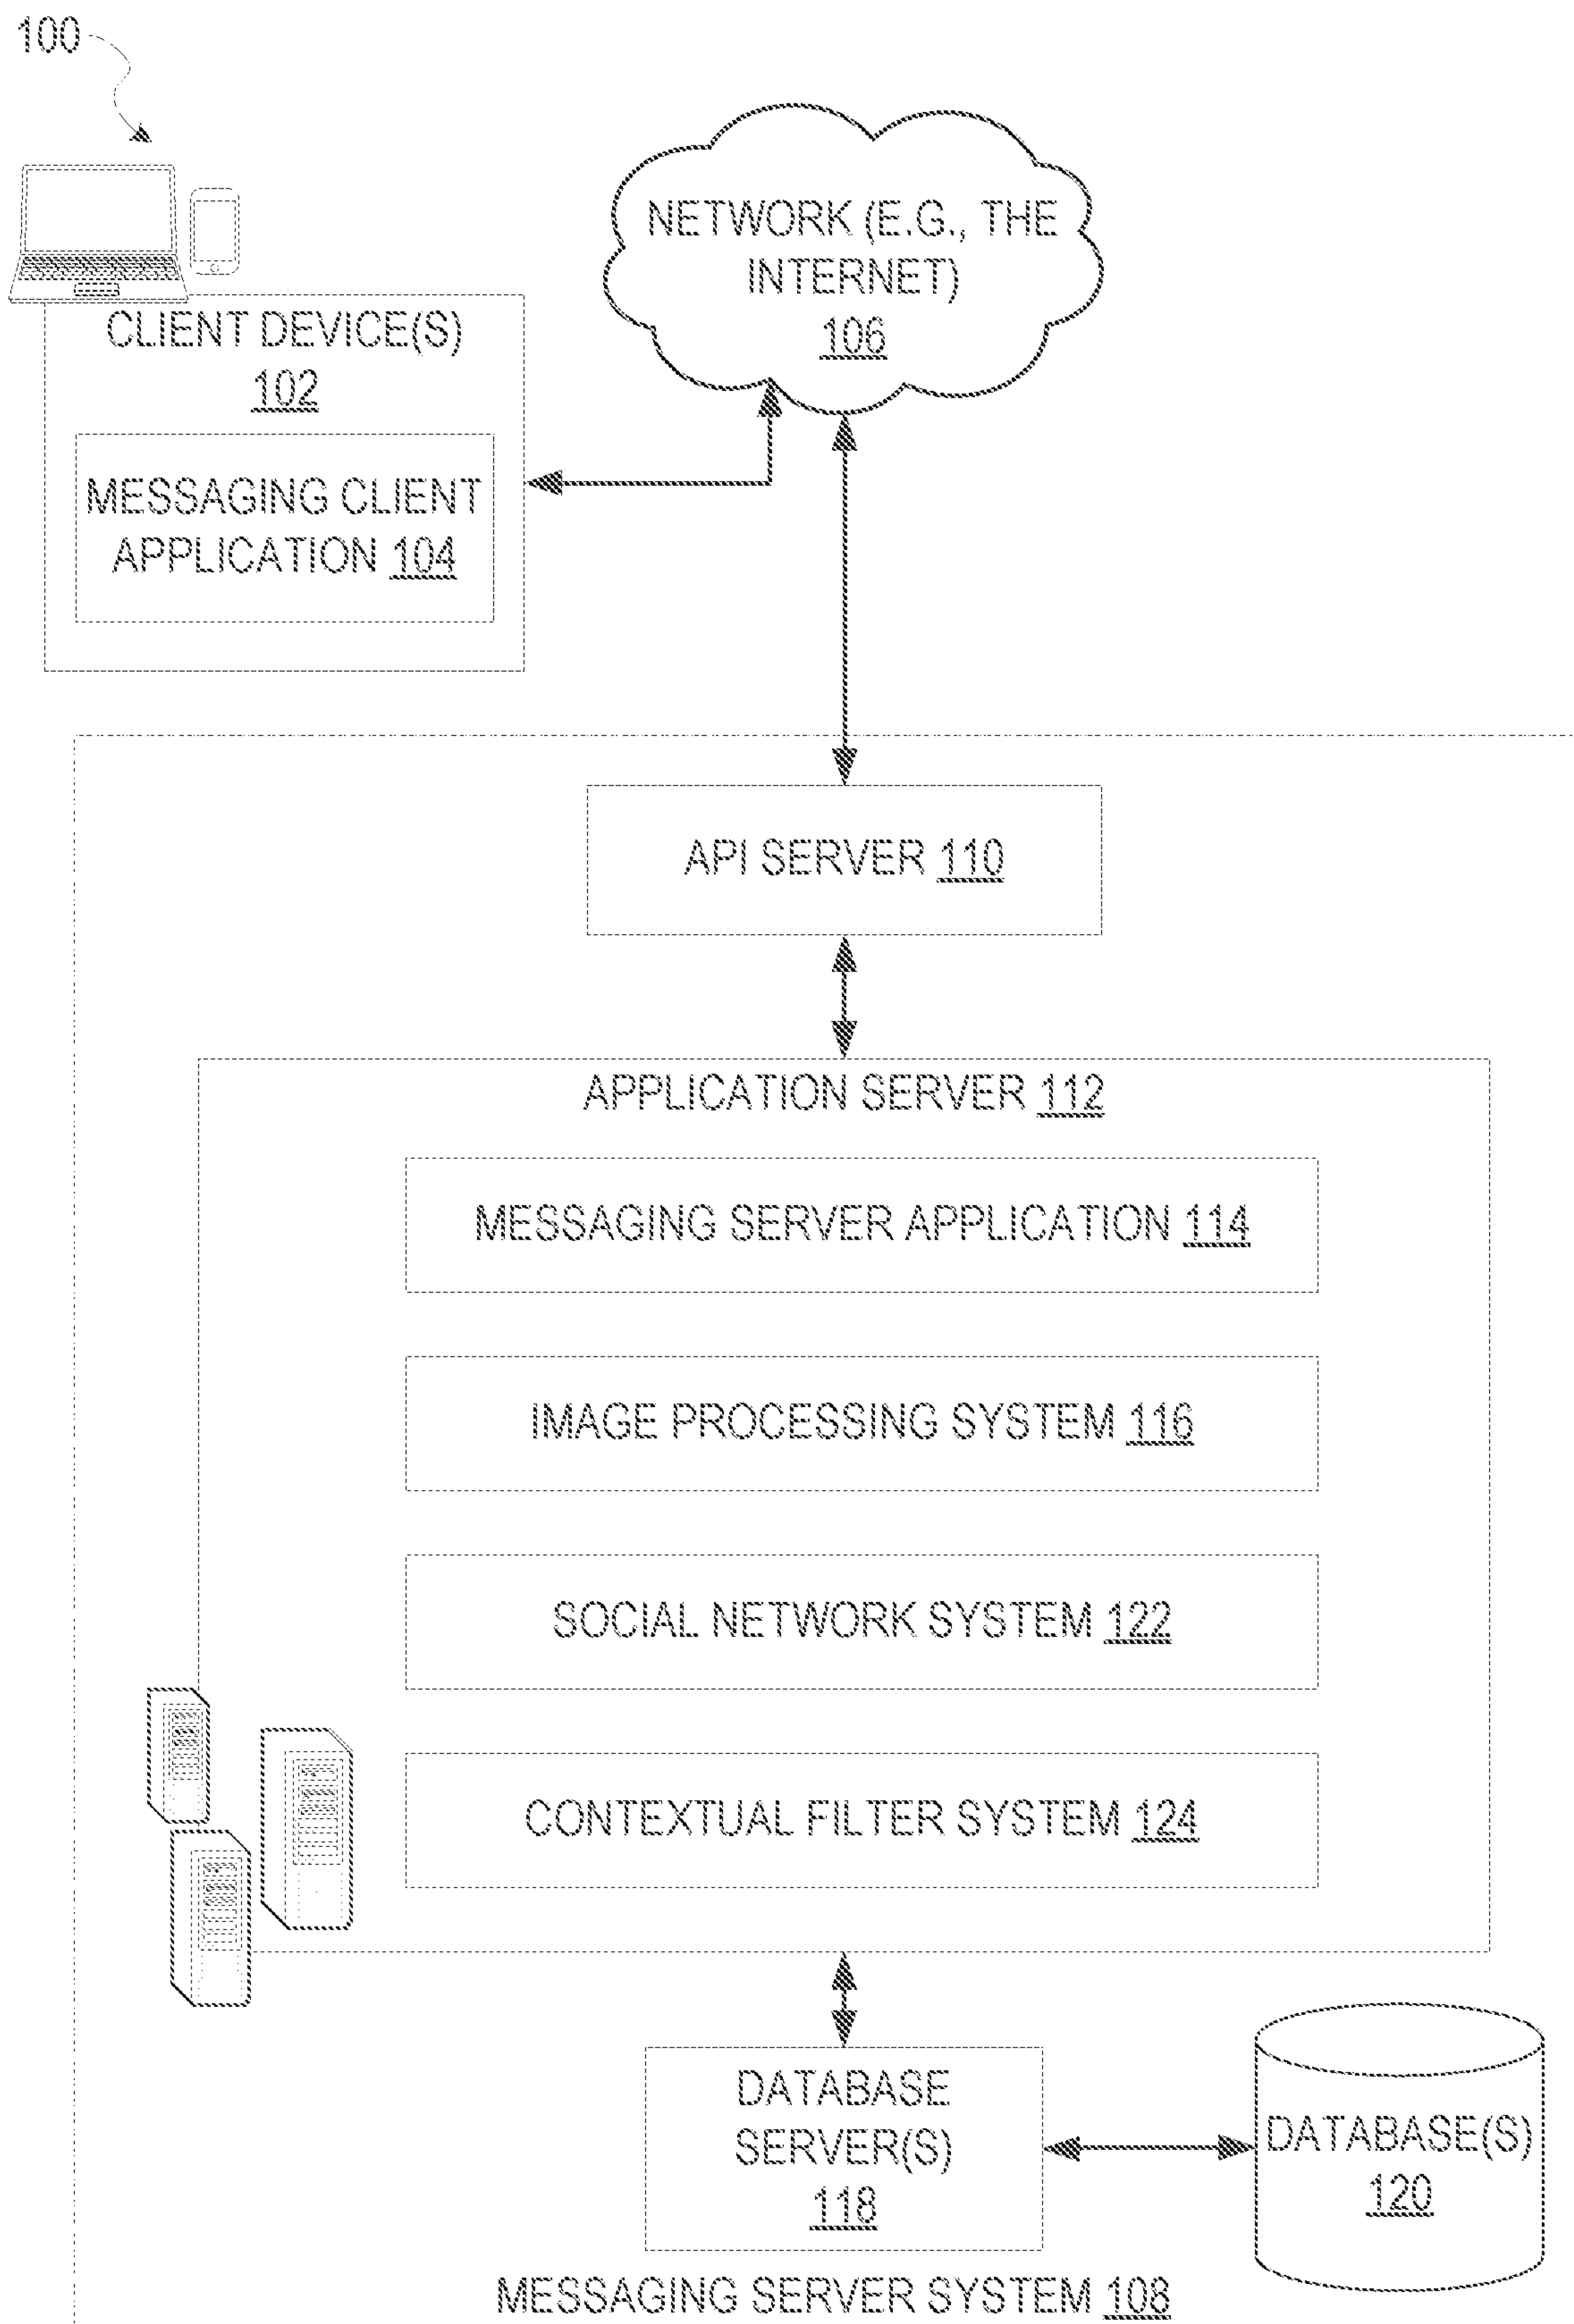 100
NETWORK (E.G., THE
INTERNET)
106
CLIENT DEVICE(S)
102
MESSAGING CLIENT
APPLICATION 104
API SERVER 110
APPLICATION SERVER 112
MESSAGING SERVER APPLICATION 114
IMAGE PROCESSING SYSTEM 116
SOCIAL NETWORK SYSTEM 122
CONTEXTUAL FILTER SYSTEM 124
DATABASE
SERVER(S)
118
DATABASE(S)
120
MESSAGING SERVER SYSTEM 108